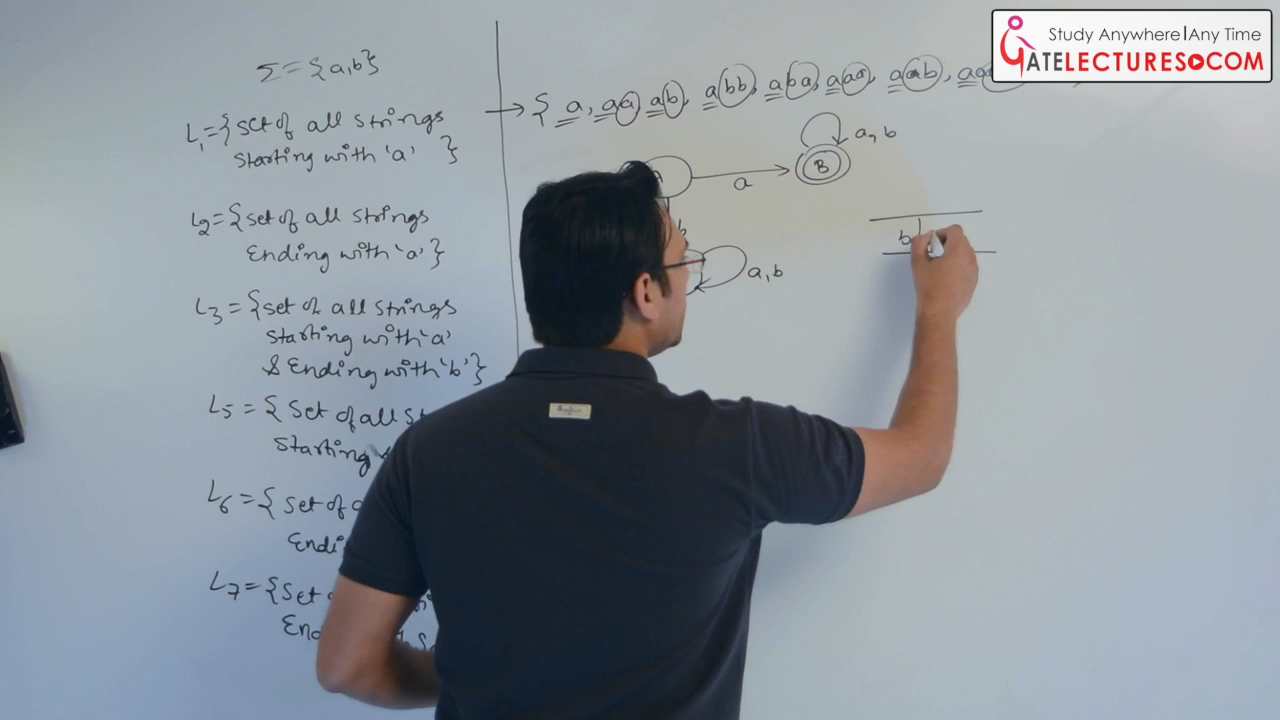 Study Anywhere|Any Time
GATELECTURES.COM
Σ = {a,b}
L1={set of all strings
starting with 'a' }
→ { a, aa, ab, abb, aba, aaa, aab,
a, b
B
a
b
a, b
b
L2={set of all strings
Ending with 'a'}
L3={set of all strings
starting with 'a'
& Ending with 'b'}
L5 = { set of all
starting
L6={ set of
L7={set